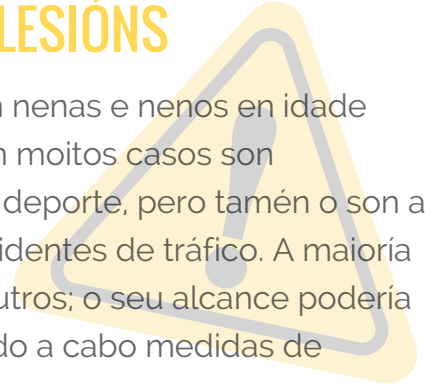 LESIÓNS
nenas e nenos en idade
moitos casos son
deporte, pero tamén o son a
identes de tráfico. A maioría
utros; o seu alcance podería
do a cabo medidas de